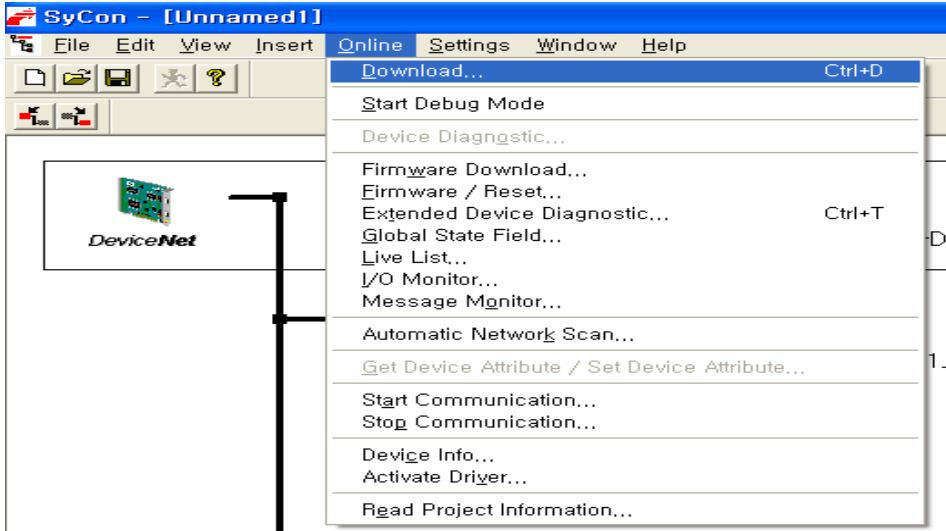 SyCon - [Unnamed1]
File Edit View Insert Online Settings Window Help
Download... Ctrl+D
Start Debug Mode
Device Diagnostic...
Firmware Download...
Firmware / Reset...
Extended Device Diagnostic... Ctrl+T
Global State Field...
Live List...
I/O Monitor...
Message Monitor...
Automatic Network Scan...
Get Device Attribute / Set Device Attribute...
Start Communication...
Stop Communication...
Device Info...
Activate Driver...
Read Project Information...
DeviceNet